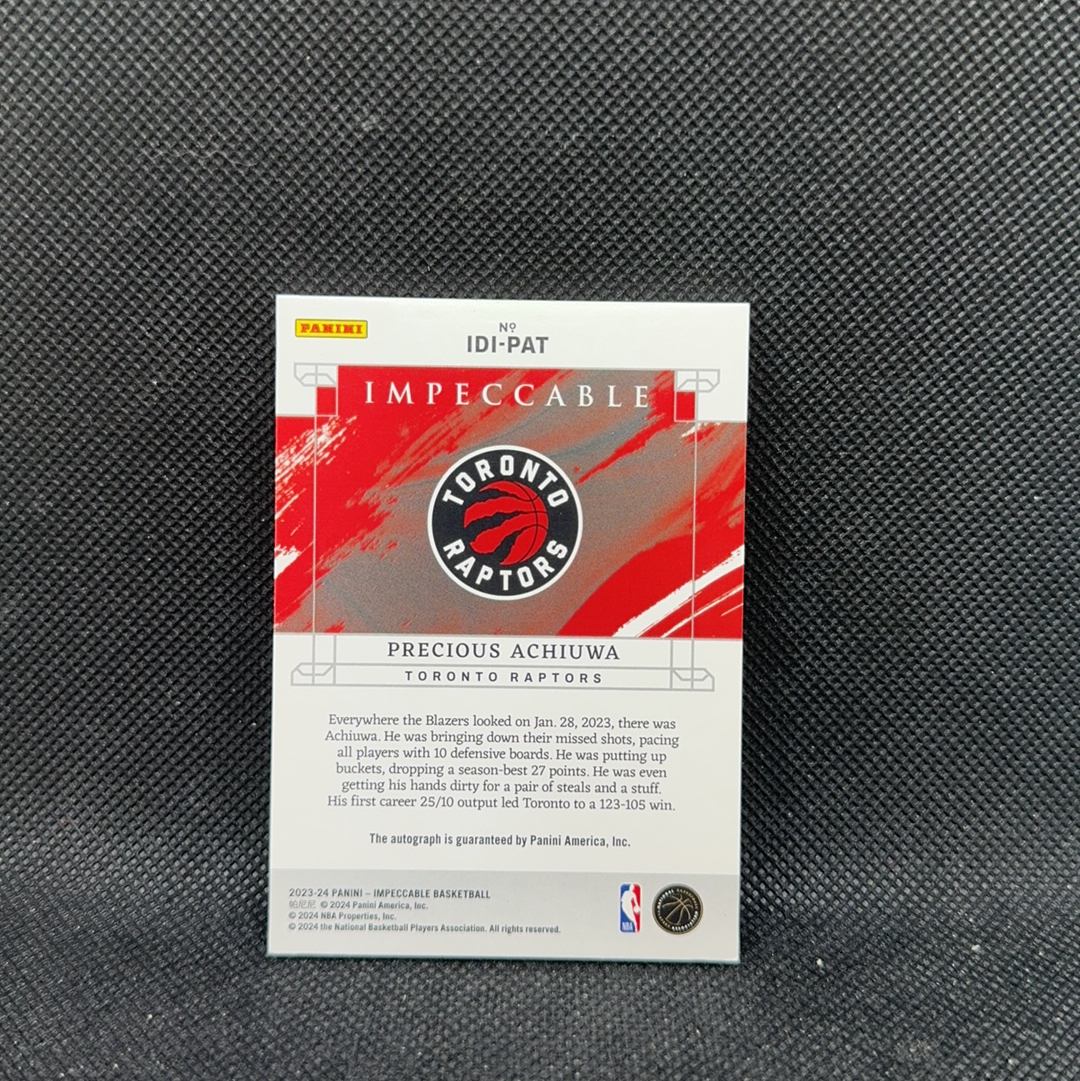 PANINI
Nº
IDI-PAT
IMPECCABLE
TORONTO
RAPTORS
PRECIOUS ACHIUWA
TORONTO RAPTORS
Everywhere the Blazers looked on Jan. 28, 2023, there was
Achiuwa. He was bringing down their missed shots, pacing
all players with 10 defensive boards. He was putting up
buckets, dropping a season-best 27 points. He was even
getting his hands dirty for a pair of steals and a stuff.
His first career 25/10 output led Toronto to a 123-105 win.
The autograph is guaranteed by Panini America, Inc.
2023-24 PANINI – IMPECCABLE BASKETBALL
帕尼尼 © 2024 Panini America, Inc.
© 2024 NBA Properties, Inc.
© 2024 the National Basketball Players Association. All rights reserved.
NBA